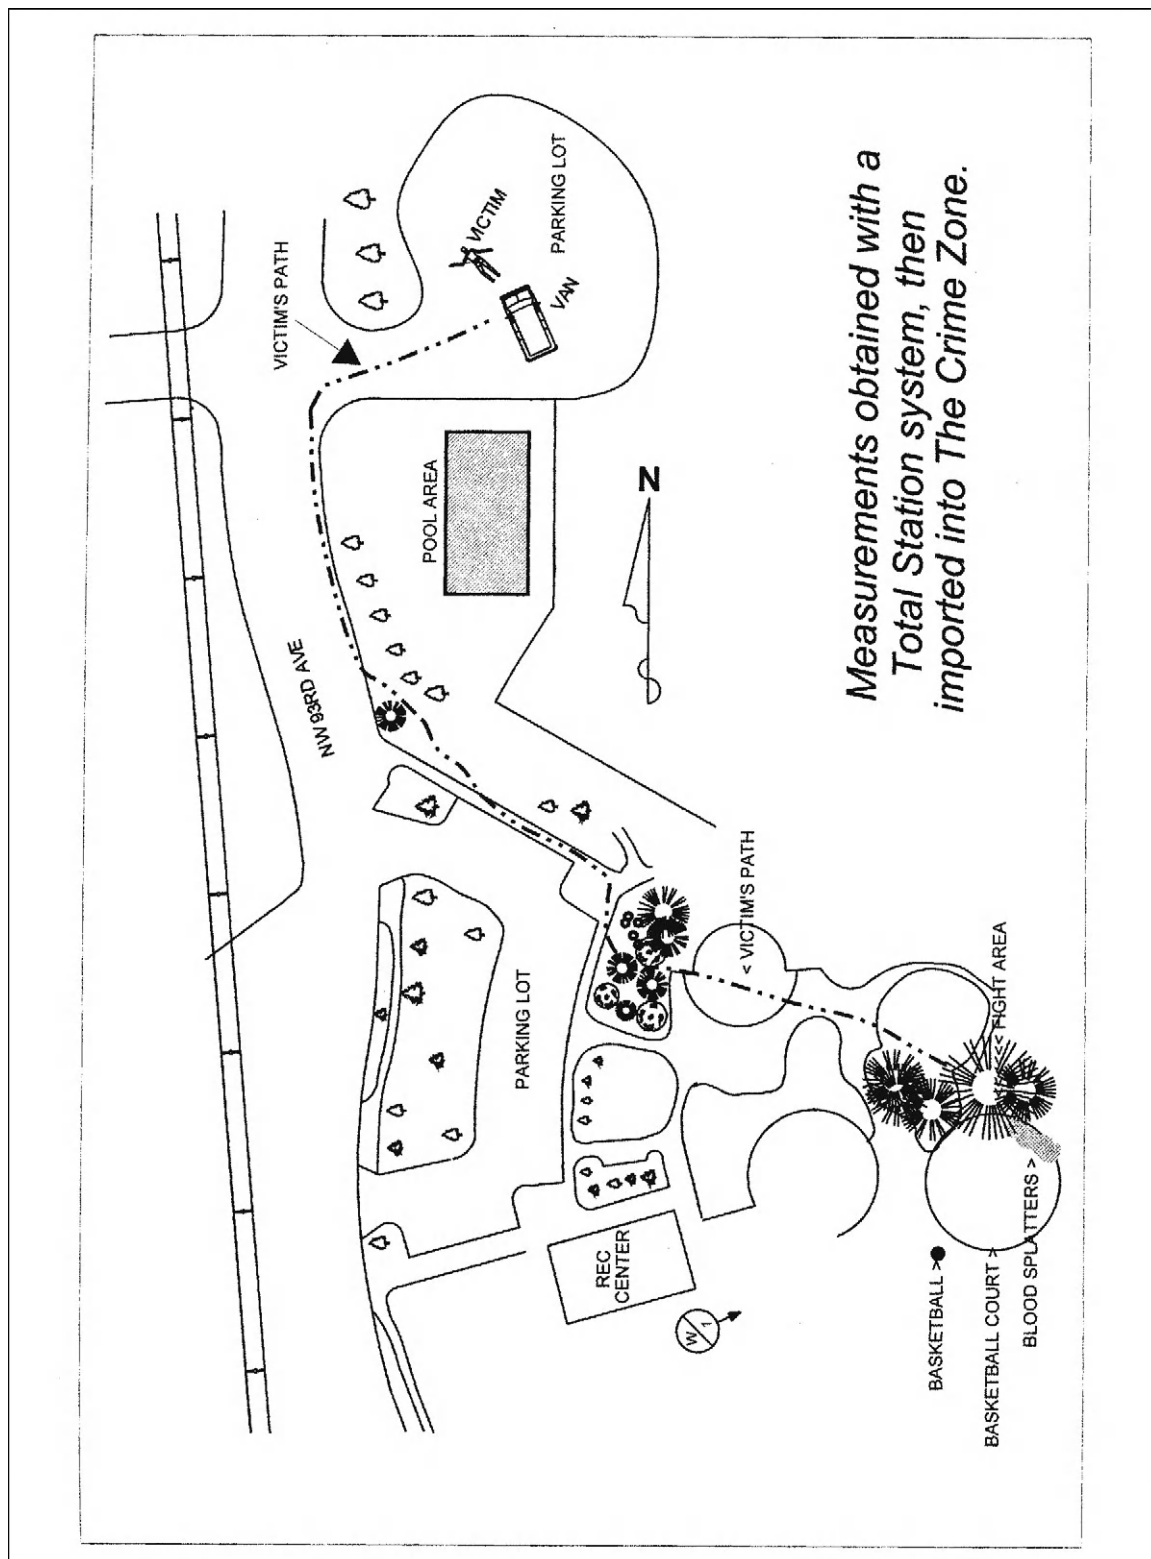 VICTIM'S PATH
VICTIM
PARKING LOT
VAN
POOL AREA
N
NW 93RD AVE
Measurements obtained with a
Total Station system, then
imported into The Crime Zone.
PARKING LOT
< VICTIM'S PATH
<< FIGHT AREA
REC
CENTER
W/1
BASKETBALL >
BASKETBALL COURT >
BLOOD SPLATTERS >